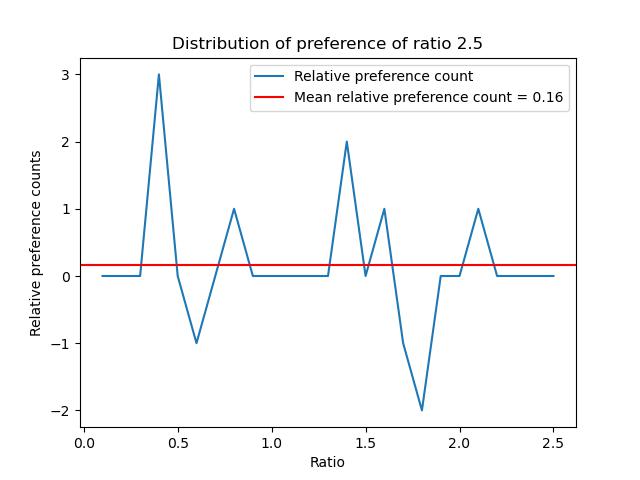 Distribution of preference of ratio 2.5
Relative preference count
Mean relative preference count = 0.16
3
2
1
0
−1
−2
Relative preference counts
0.0 0.5 1.0 1.5 2.0 2.5
Ratio